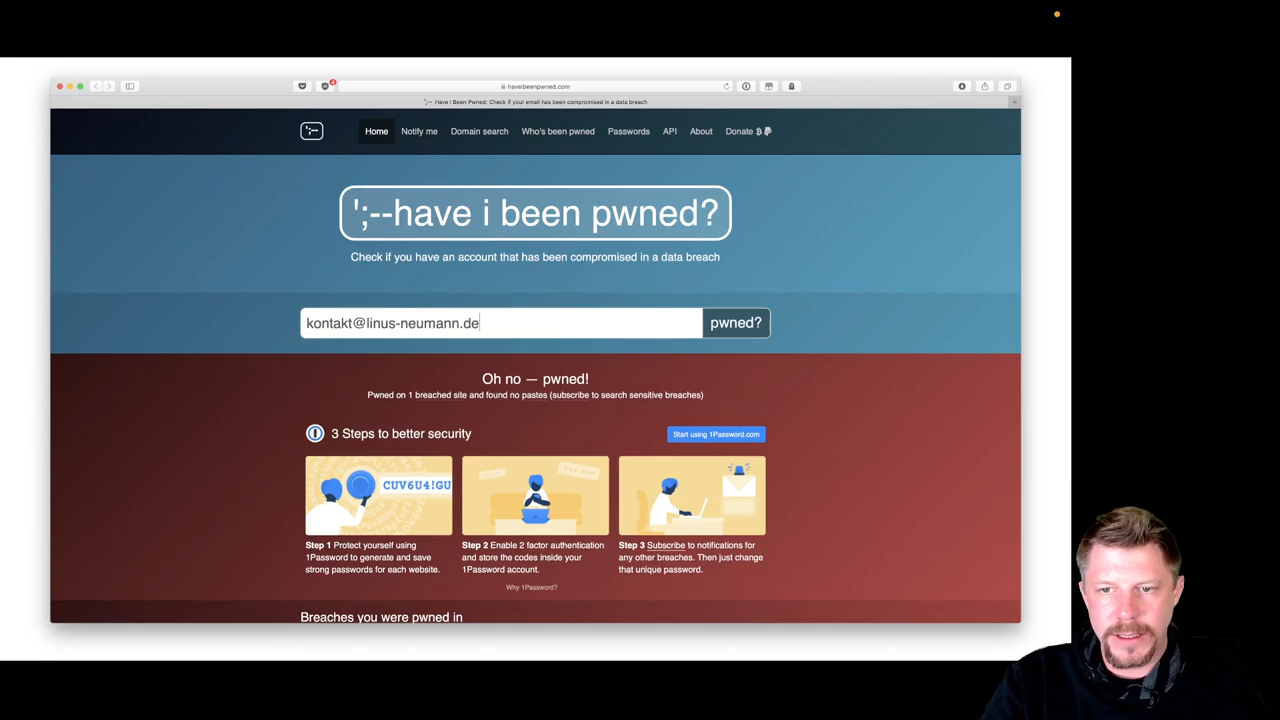 haveibeenpwned.com
';-- Have I Been Pwned: Check if your email has been compromised in a data breach
';--
Home Notify me Domain search Who's been pwned Passwords API About Donate
';--have i been pwned?
Check if you have an account that has been compromised in a data breach
kontakt@linus-neumann.de
pwned?
Oh no — pwned!
Pwned on 1 breached site and found no pastes (subscribe to search sensitive breaches)
3 Steps to better security
Start using 1Password.com
CUV6U4!GU
Step 1 Protect yourself using
1Password to generate and save
strong passwords for each website.
Step 2 Enable 2 factor authentication
and store the codes inside your
1Password account.
Step 3 Subscribe to notifications for
any other breaches. Then just change
that unique password.
Why 1Password?
Breaches you were pwned in